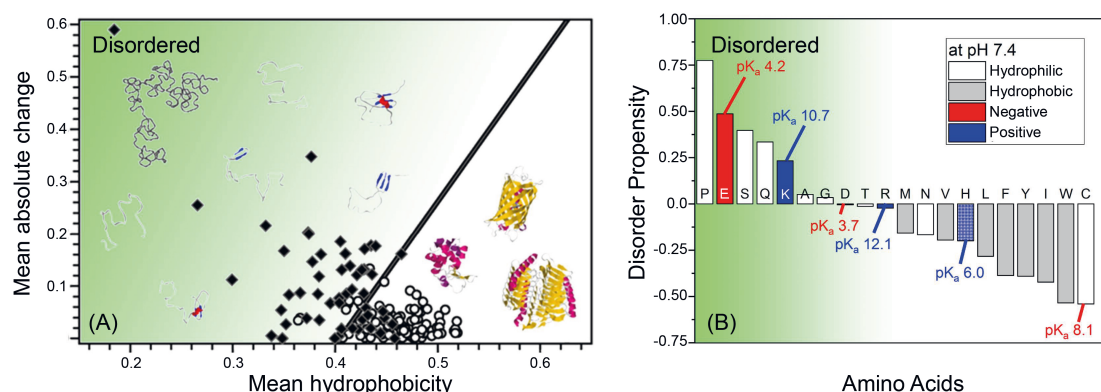 Disordered
(A)
0.6
0.5
0.4
0.3
0.2
0.1
Mean absolute change
0.2
0.3
0.4
0.5
0.6
Mean hydrophobicity
Disordered
(B)
1.00
0.75
0.50
0.25
0.0
-0.25
-0.50
-0.75
Disorder Propensity
at pH 7.4
Hydrophilic
Hydrophobic
Negative
Positive
pKa 4.2
pKa 10.7
P E S Q K A G D T R M N V H L F Y I W C
pKa 3.7
pKa 12.1
pKa 6.0
pKa 8.1
Amino Acids